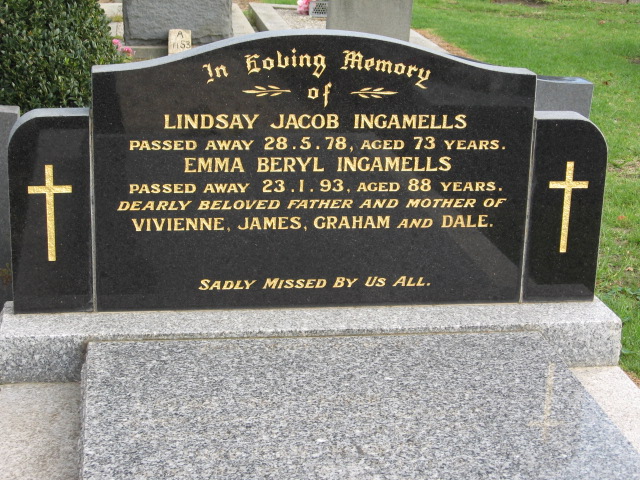 A
1155
In Loving Memory
of
LINDSAY JACOB INGAMELLS
PASSED AWAY 28.5.78, AGED 73 YEARS.
EMMA BERYL INGAMELLS
PASSED AWAY 23.1.93, AGED 88 YEARS.
DEARLY BELOVED FATHER AND MOTHER OF
VIVIENNE, JAMES, GRAHAM AND DALE.
SADLY MISSED BY US ALL.